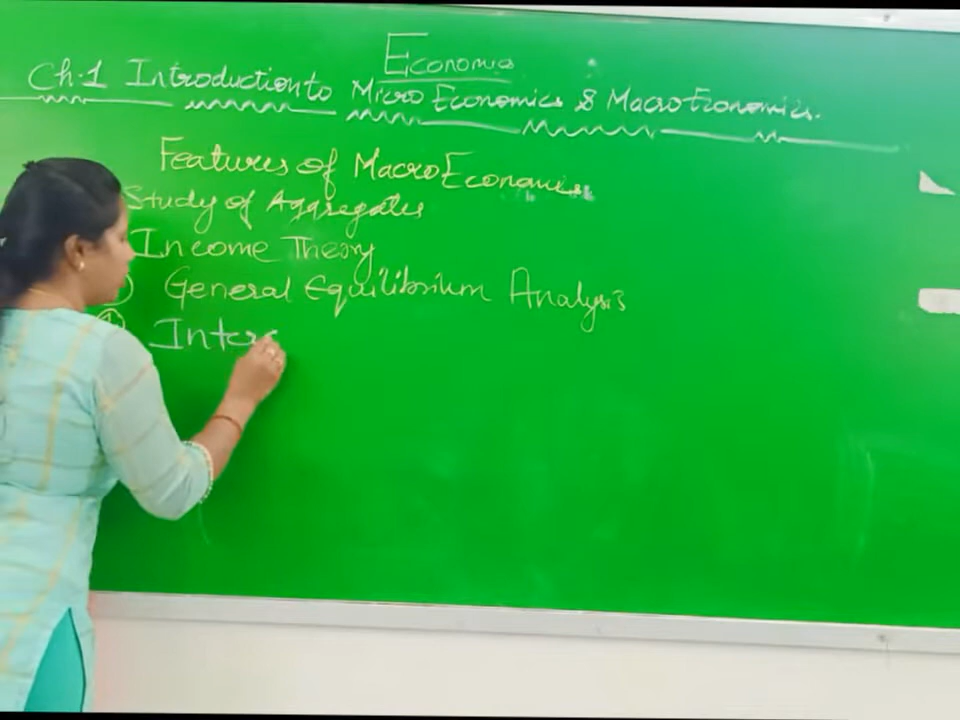 Economics
Ch.1 Introduction to Micro Economics & Macro Economics.
Features of Macro Economics
Study of Aggregates
Income Theory
) General Equilibrium Analysis
④ Inter